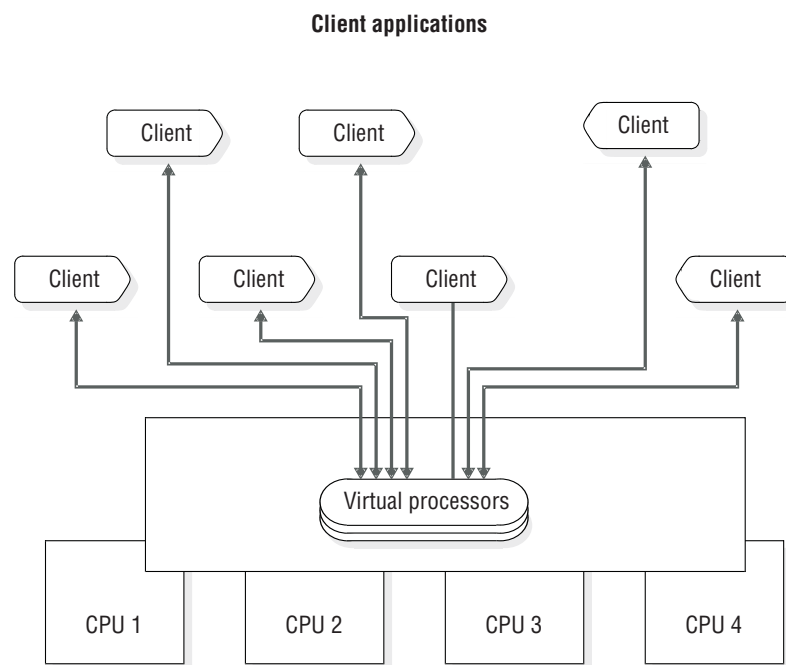 Client applications
Client
Client
Client
Client
Client
Client
Client
Virtual processors
CPU 1
CPU 2
CPU 3
CPU 4